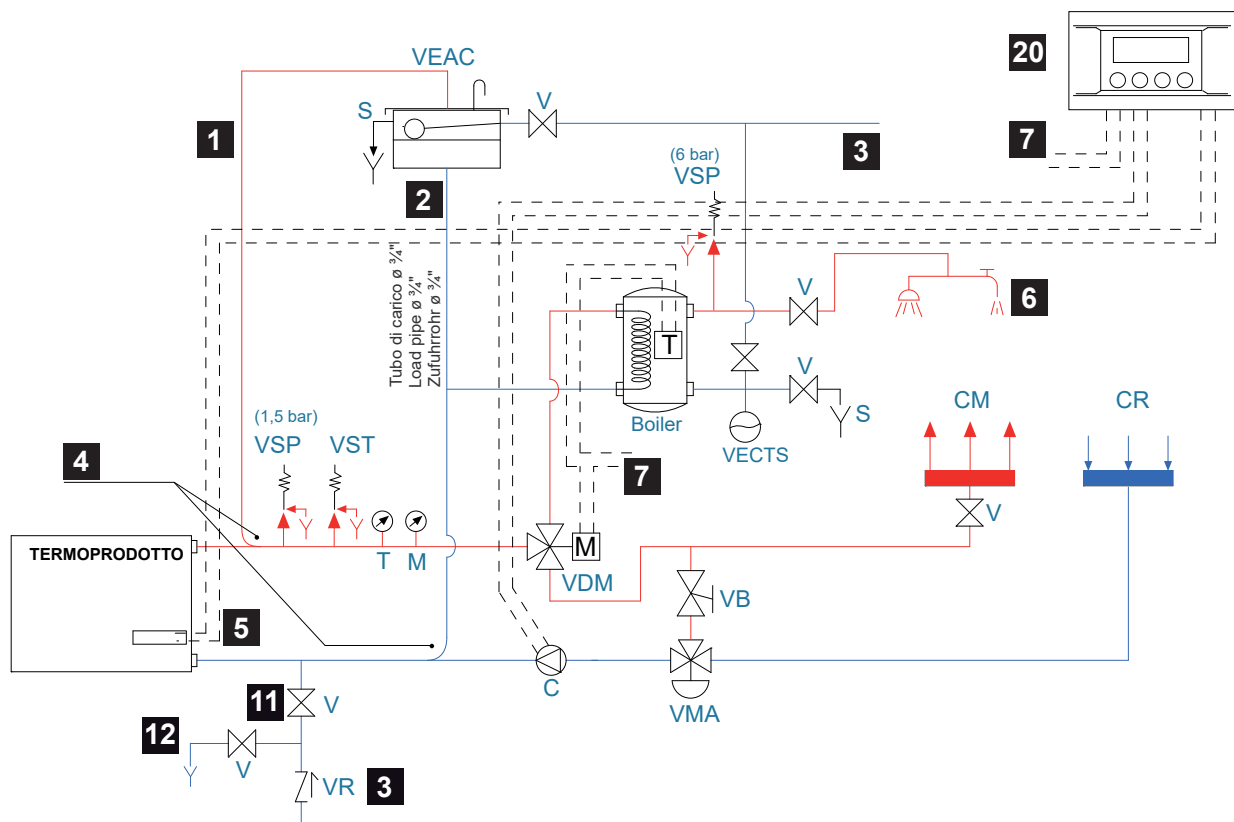 VEAC
20
S
V
1
3
7
(6 bar)
VSP
2
Tubo di carico ø ¾"
Load pipe ø ¾"
Zufuhrrohr ø ¾"
V
6
T
(1,5 bar)
VSP
VST
Boiler
V
S
CM
CR
VECTS
4
7
V
TERMOPRODOTTO
T
M
M
VDM
VB
5
C
VMA
11
V
12
V
VR
3